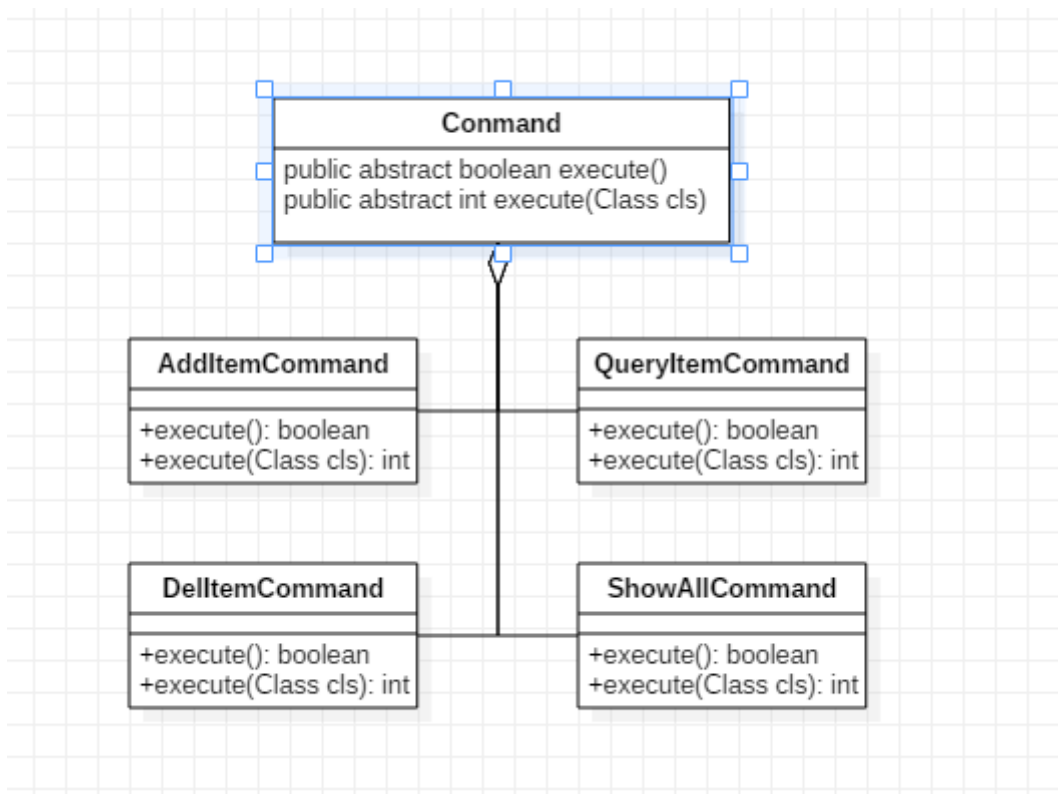 Conmand
public abstract boolean execute()
public abstract int execute(Class cls)
AddItemCommand
+execute(): boolean
+execute(Class cls): int
QueryItemCommand
+execute(): boolean
+execute(Class cls): int
DelItemCommand
+execute(): boolean
+execute(Class cls): int
ShowAllCommand
+execute(): boolean
+execute(Class cls): int